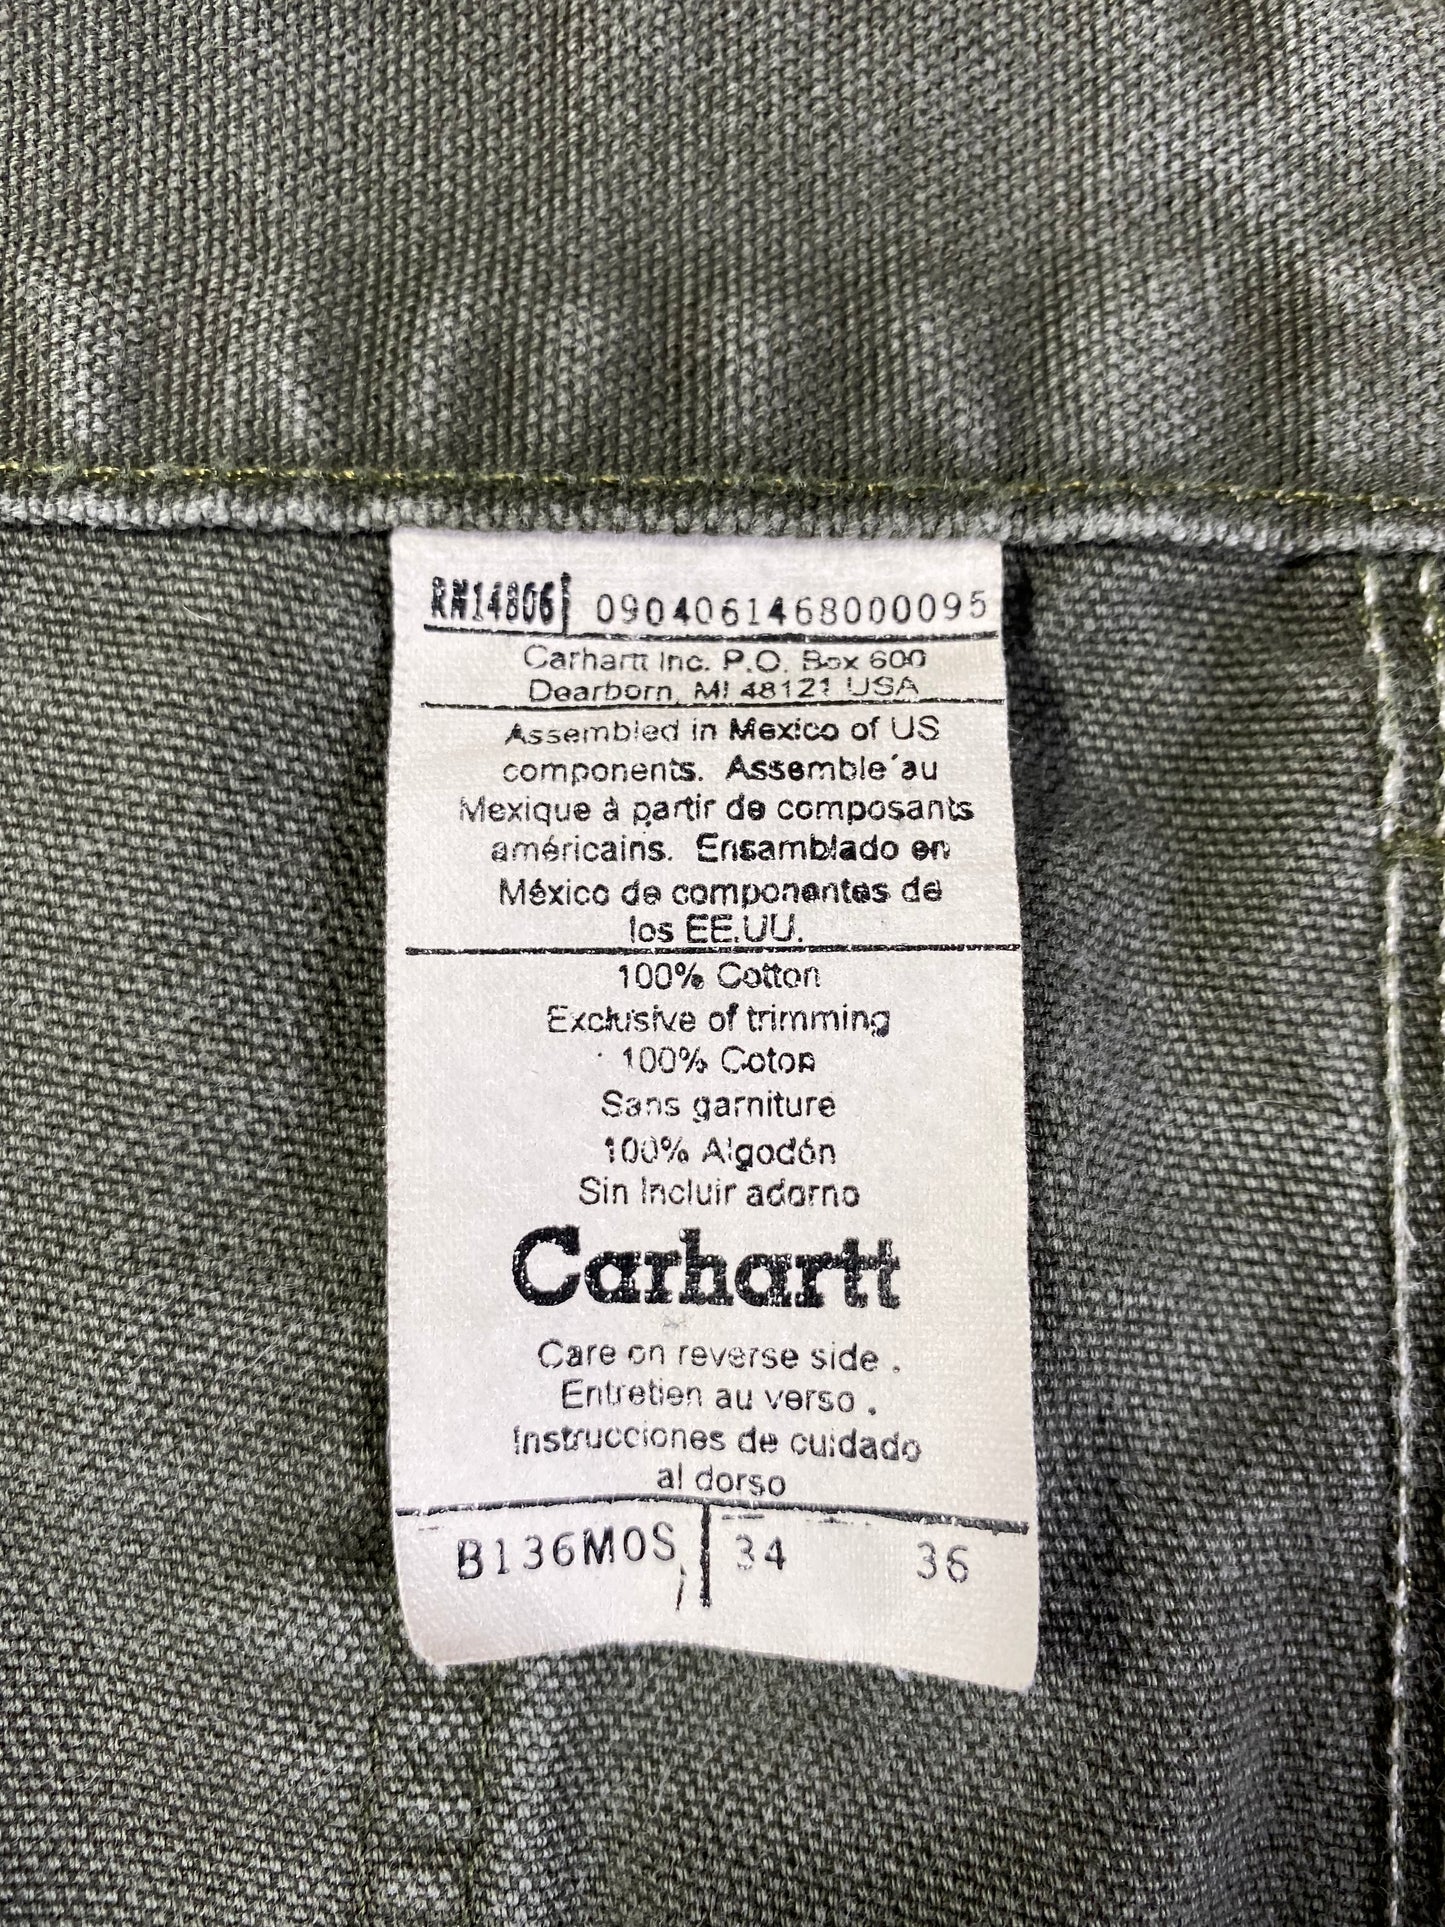 RN14806 0904061468000095
Carhartt Inc. P.O. Box 600
Dearborn, MI 48121 USA
Assembled in Mexico of US
components. Assemble´au
Mexique à partir de composants
américains. Ensamblado en
México de componentes de
los EE.UU.
100% Cotton
Exclusive of trimming
100% Coton
Sans garniture
100% Algodón
Sin Incluir adorno
Carhartt
Care on reverse side .
Entretien au verso .
Instrucciones de cuidado
al dorso
B136MOS 34 36